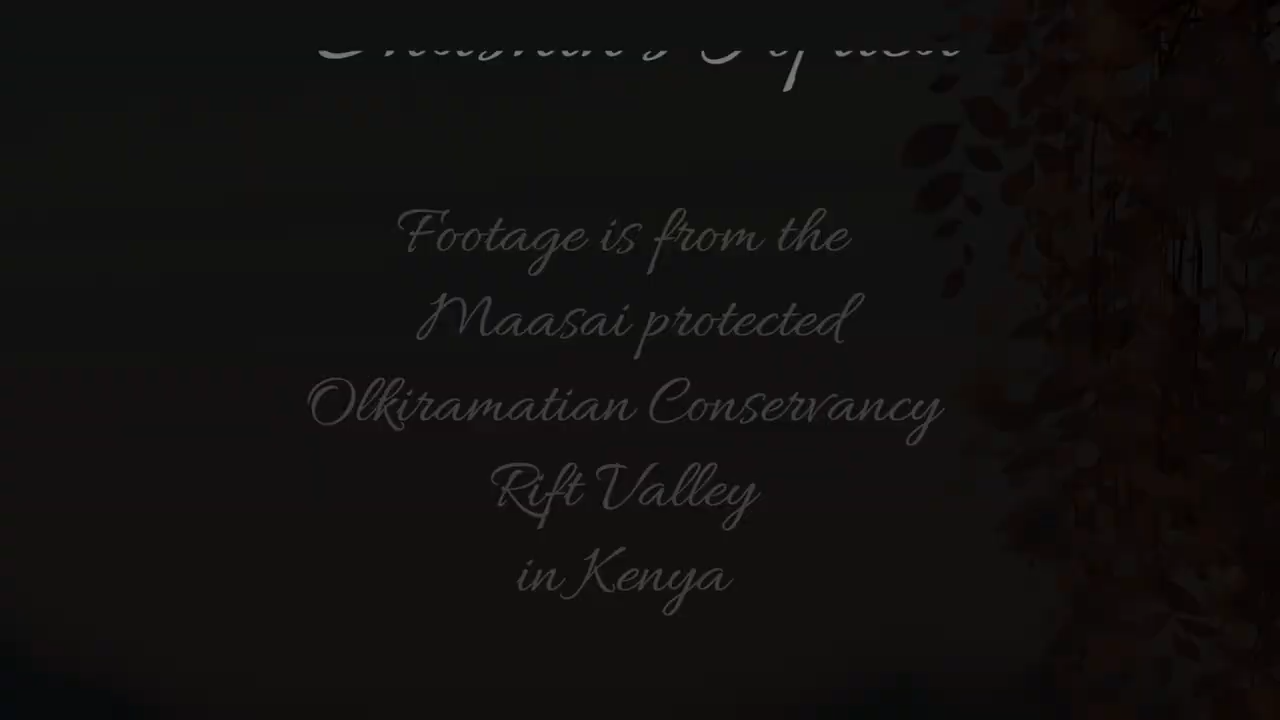 Footage is from the
Maasai protected
Olkiramatian Conservancy
Rift Valley
in Kenya